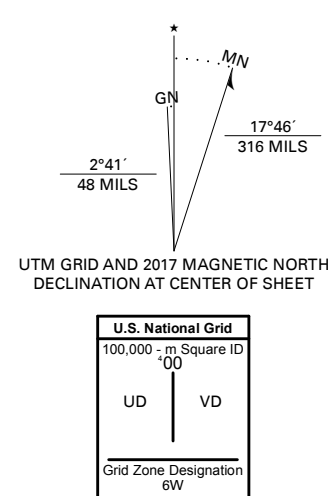 ★
MN
GN
17°46´
316 MILS
2°41´
48 MILS
UTM GRID AND 2017 MAGNETIC NORTH
DECLINATION AT CENTER OF SHEET
U.S. National Grid
100,000 - m Square ID
⁴00
UD VD
Grid Zone Designation
6W